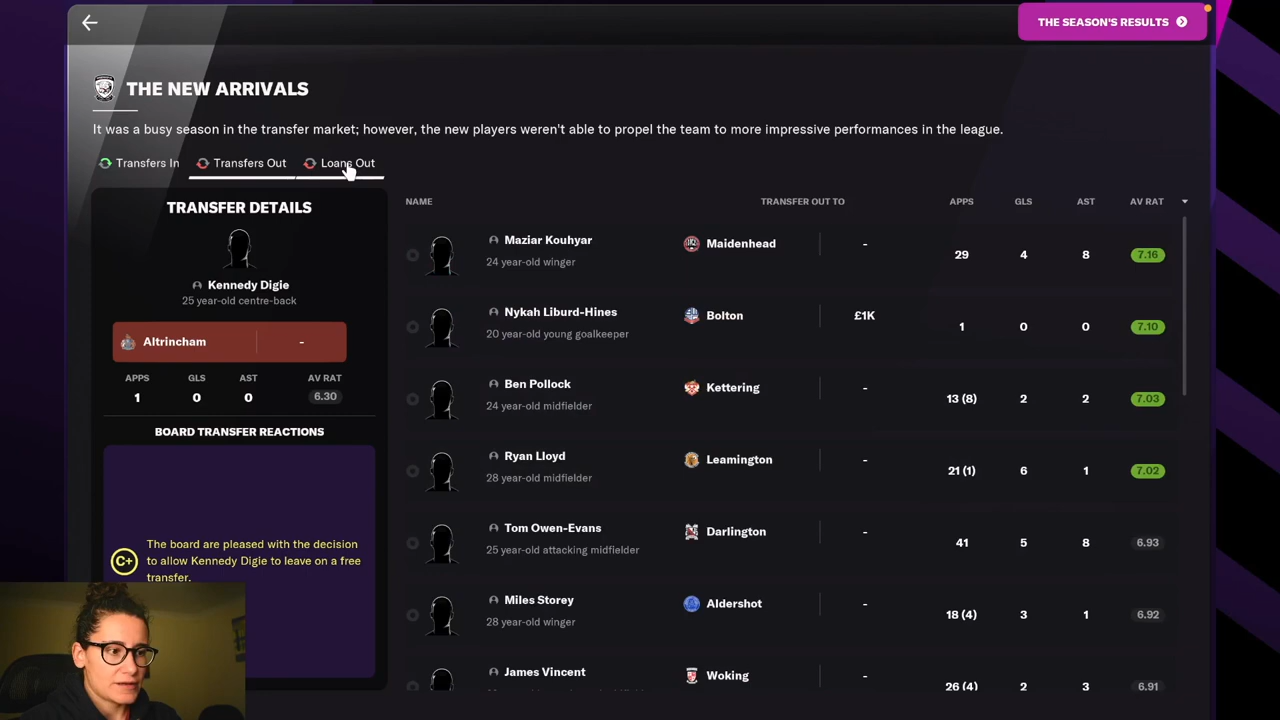 THE SEASON'S RESULTS
THE NEW ARRIVALS
It was a busy season in the transfer market; however, the new players weren't able to propel the team to more impressive performances in the league.
Transfers In Transfers Out Loans Out
TRANSFER DETAILS
Kennedy Digie
25 year-old centre-back
Altrincham -
APPS GLS AST AV RAT
1 0 0 6.30
BOARD TRANSFER REACTIONS
C+
The board are pleased with the decision
to allow Kennedy Digie to leave on a free
transfer.
NAME TRANSFER OUT TO APPS GLS AST AV RAT
Maziar Kouhyar Maidenhead - 29 4 8 7.16
24 year-old winger
Nykah Liburd-Hines Bolton £1K 1 0 0 7.10
20 year-old young goalkeeper
Ben Pollock Kettering - 13 (8) 2 2 7.03
24 year-old midfielder
Ryan Lloyd Leamington - 21 (1) 6 1 7.02
28 year-old midfielder
Tom Owen-Evans Darlington - 41 5 8 6.93
25 year-old attacking midfielder
Miles Storey Aldershot - 18 (4) 3 1 6.92
28 year-old winger
James Vincent Woking - 26 (4) 2 3 6.91